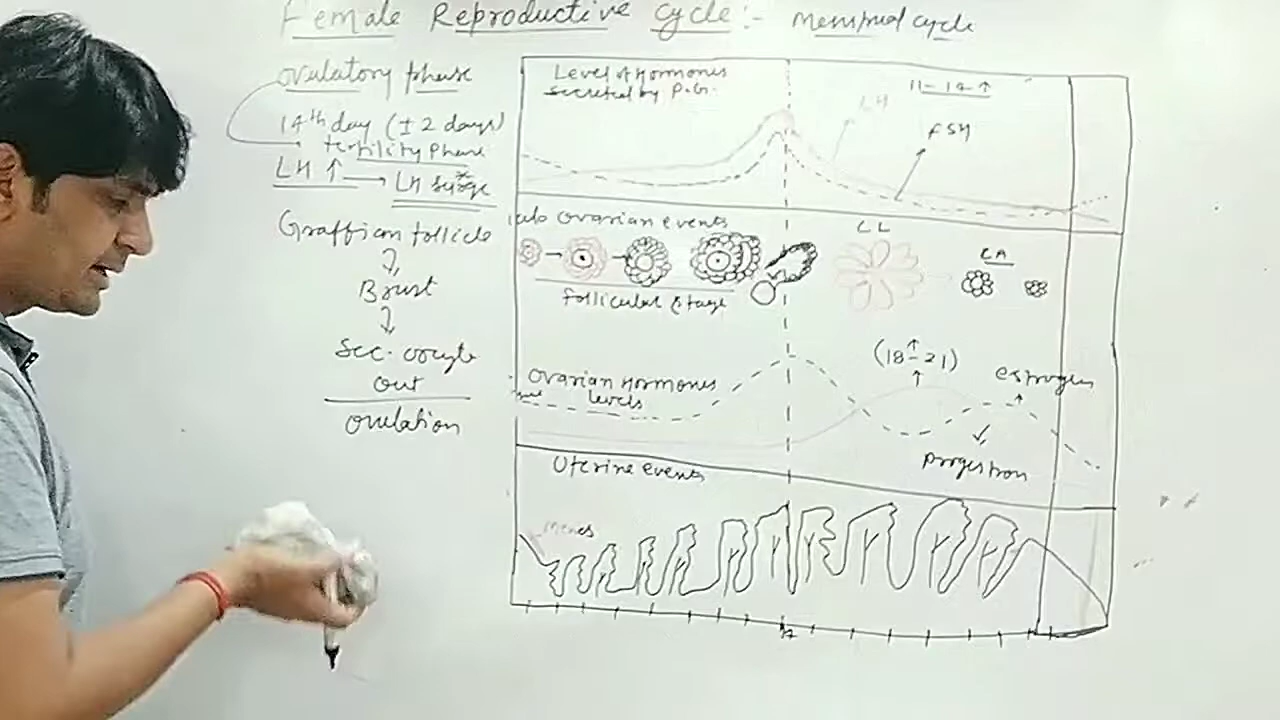 Female Reproductive cycle:- menstrual cycle
ovulatory phase
14th day (± 2 days)
fertility phase
LH ↑ → LH surge
Graffian follicle
Brust
Sec. oocyte
out
ovulation
Level of Hormones
secreted by P.G.
11-14 ↑
LH
FSH
ovarian events
CL
CA
follicular stage
(18-21)
estrogen
ovarian Hormones
levels
progestron
Uterine events
menes